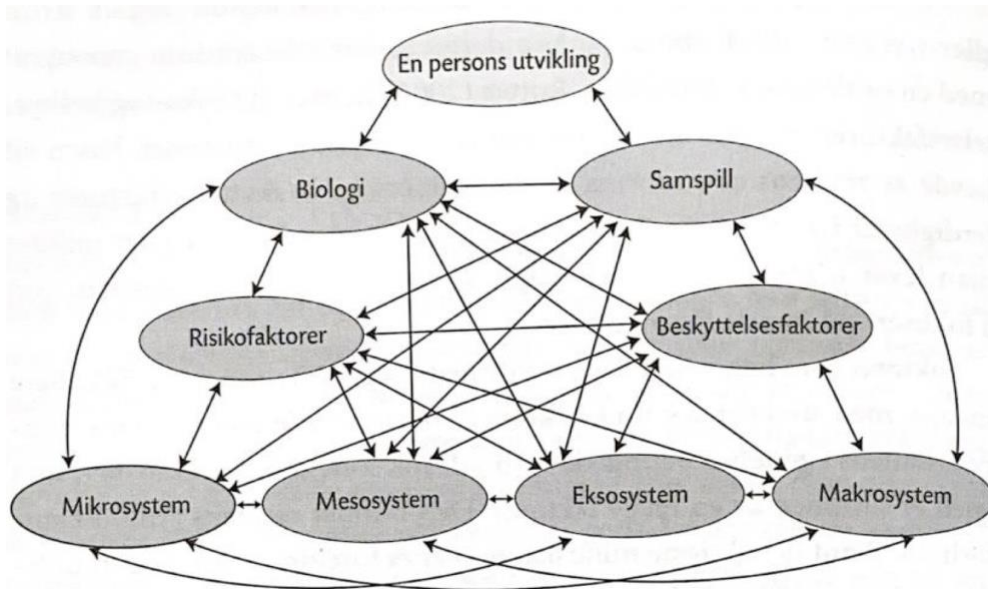 En persons utvikling
Biologi
Samspill
Risikofaktorer
Beskyttelsesfaktorer
Mikrosystem
Mesosystem
Eksosystem
Makrosystem